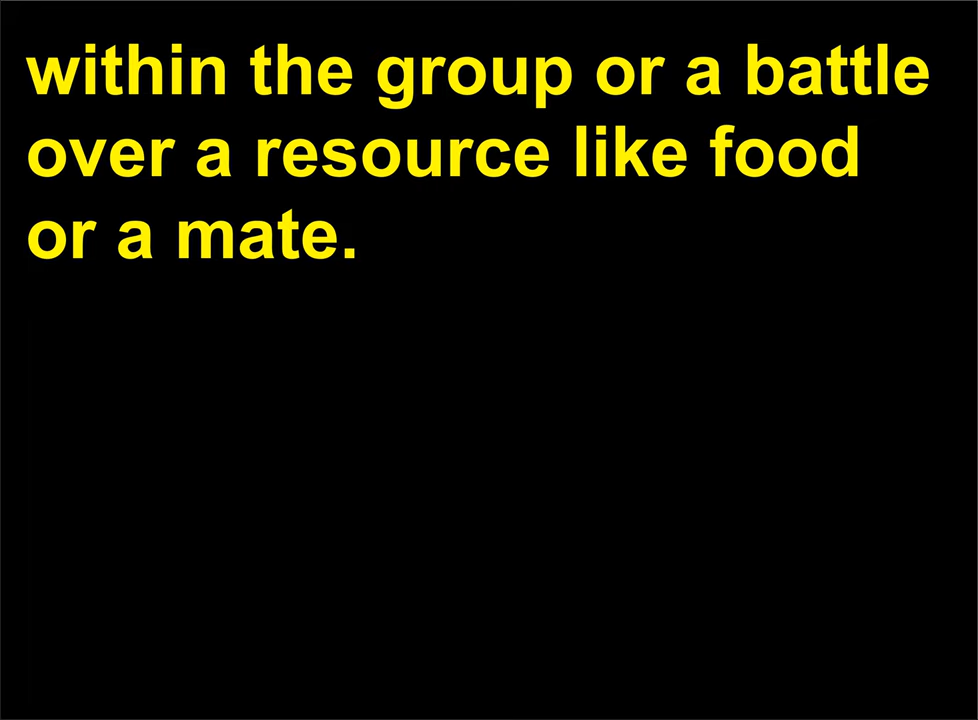 within the group or a battle
over a resource like food
or a mate.